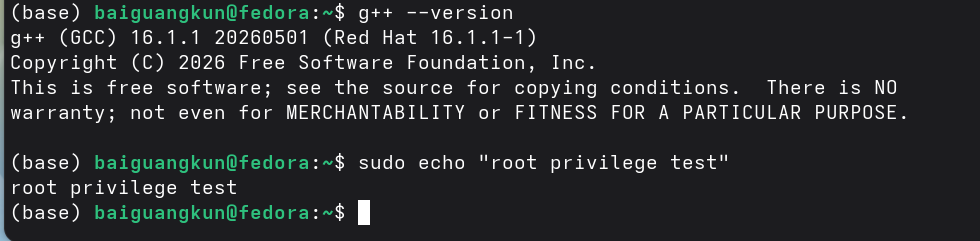 (base) baiguangkun@fedora:~$ g++ --version
g++ (GCC) 16.1.1 20260501 (Red Hat 16.1.1-1)
Copyright (C) 2026 Free Software Foundation, Inc.
This is free software; see the source for copying conditions.  There is NO
warranty; not even for MERCHANTABILITY or FITNESS FOR A PARTICULAR PURPOSE.

(base) baiguangkun@fedora:~$ sudo echo "root privilege test"
root privilege test
(base) baiguangkun@fedora:~$